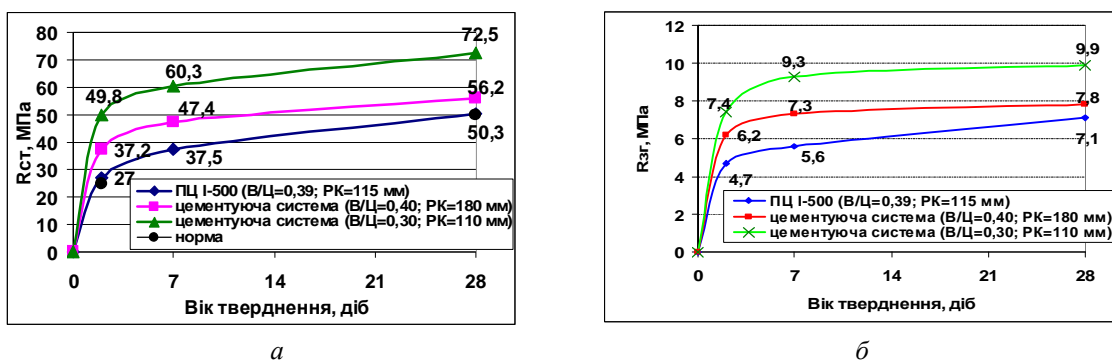 80
70
60
50
40
30
20
10
0
Rст, МПа
72,5
60,3
49,8
56,2
47,4
50,3
37,2
37,5
27
ПЦ I-500 (В/Ц=0,39; РК=115 мм)
цементуюча система (В/Ц=0,40; РК=180 мм)
цементуюча система (В/Ц=0,30; РК=110 мм)
норма
0 7 14 21 28
Вік тверднення, діб
а
12
10
8
6
4
2
0
Rзг, МПа
9,9
9,3
7,4
7,8
7,3
6,2
7,1
5,6
4,7
ПЦ I-500 (В/Ц=0,39; РК=115 мм)
цементуюча система (В/Ц=0,40; РК=180 мм)
цементуюча система (В/Ц=0,30; РК=110 мм)
0 7 14 21 28
Вік тверднення, діб
б